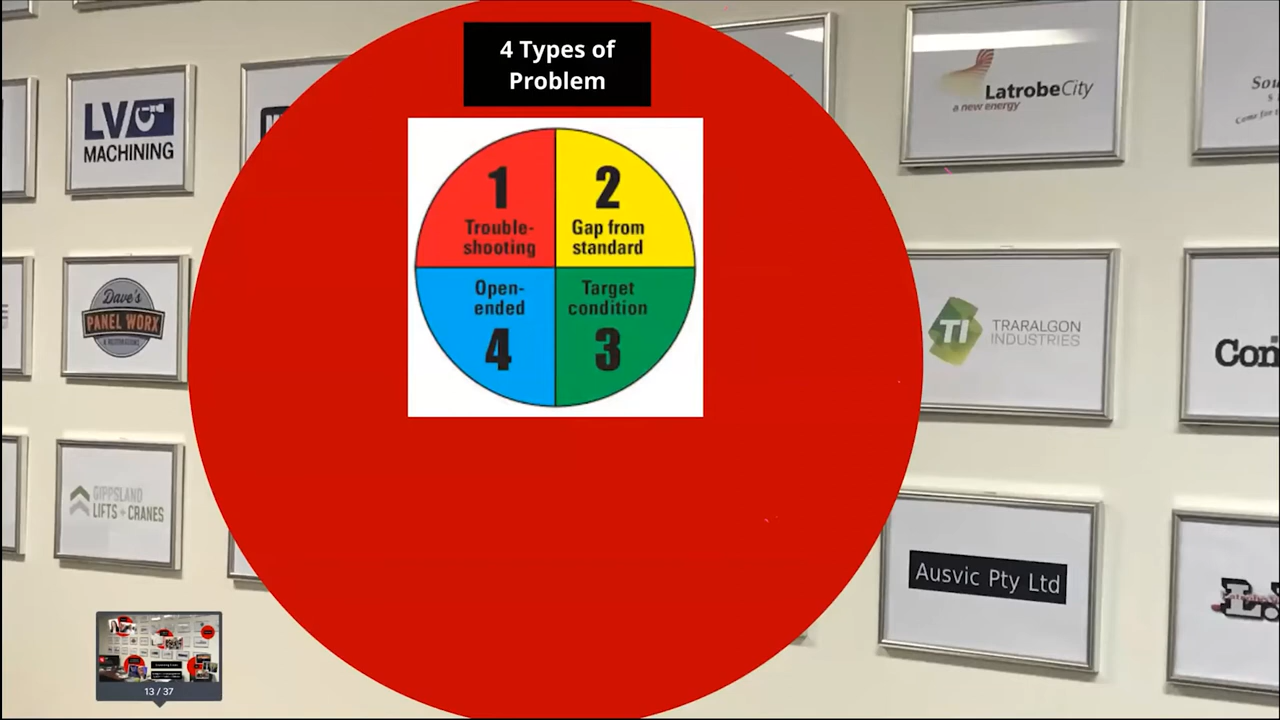 4 Types of
Problem
1
Trouble-
shooting
2
Gap from
standard
Open-
ended
4
Target
condition
3
LV
MACHINING
Dave's
PANEL WORX
GIPPSLAND
LIFTS + CRANES
LatrobeCity
a new energy
TI
TRARALGON
INDUSTRIES
Ausvic Pty Ltd
13 / 37